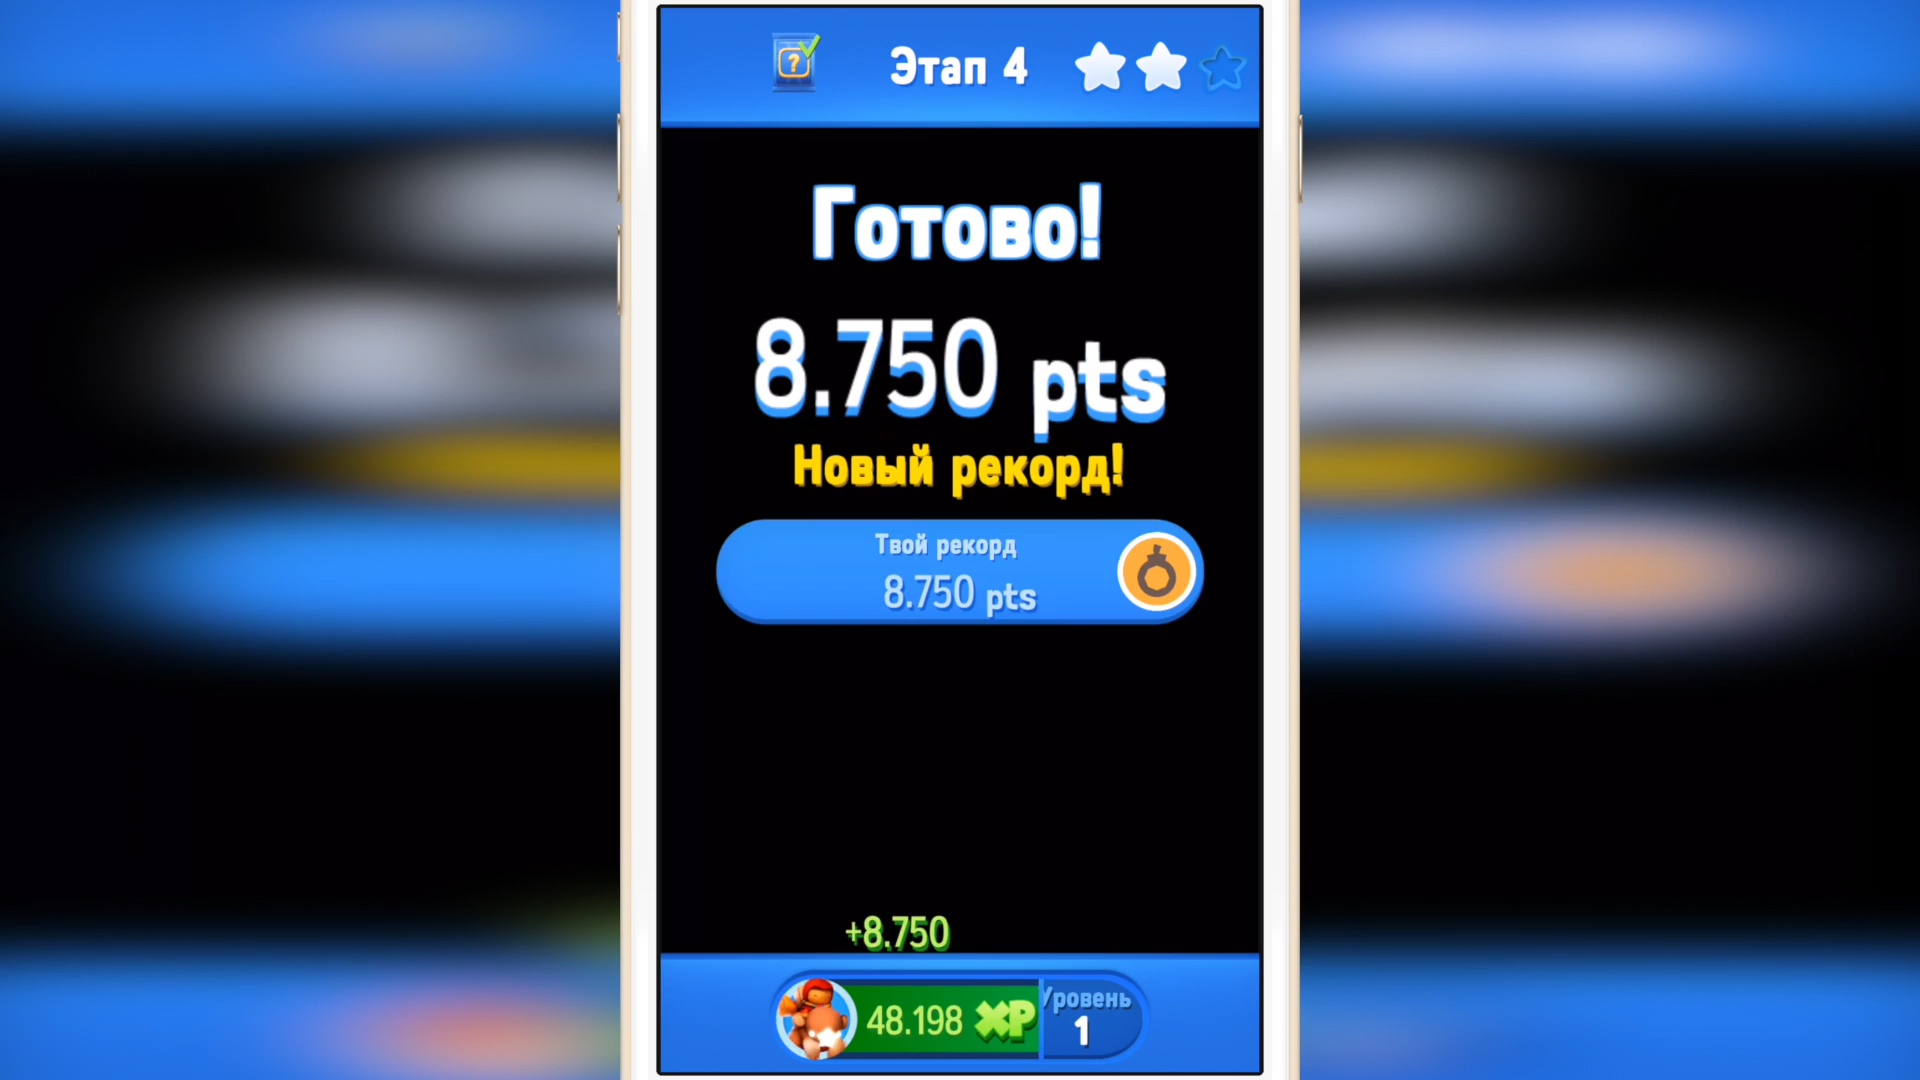 Этап 4
Готово!
8.750 pts
Новый рекорд!
Твой рекорд
8.750 pts
+8.750
48.198 XP
Уровень
1